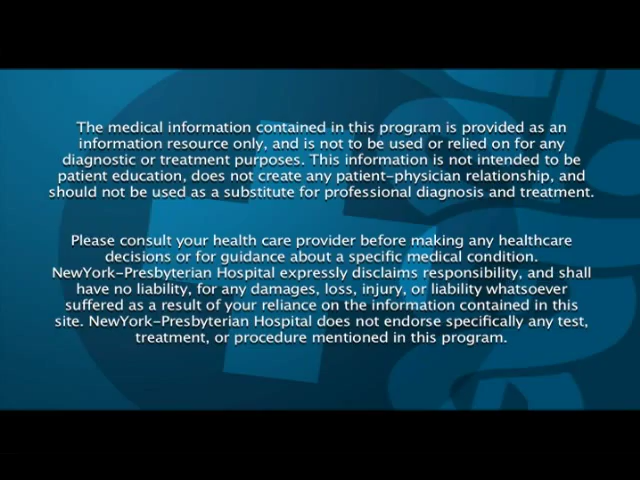 The medical information contained in this program is provided as an
information resource only, and is not to be used or relied on for any
diagnostic or treatment purposes. This information is not intended to be
patient education, does not create any patient-physician relationship, and
should not be used as a substitute for professional diagnosis and treatment.
Please consult your health care provider before making any healthcare
decisions or for guidance about a specific medical condition.
NewYork-Presbyterian Hospital expressly disclaims responsibility, and shall
have no liability, for any damages, loss, injury, or liability whatsoever
suffered as a result of your reliance on the information contained in this
site. NewYork-Presbyterian Hospital does not endorse specifically any test,
treatment, or procedure mentioned in this program.